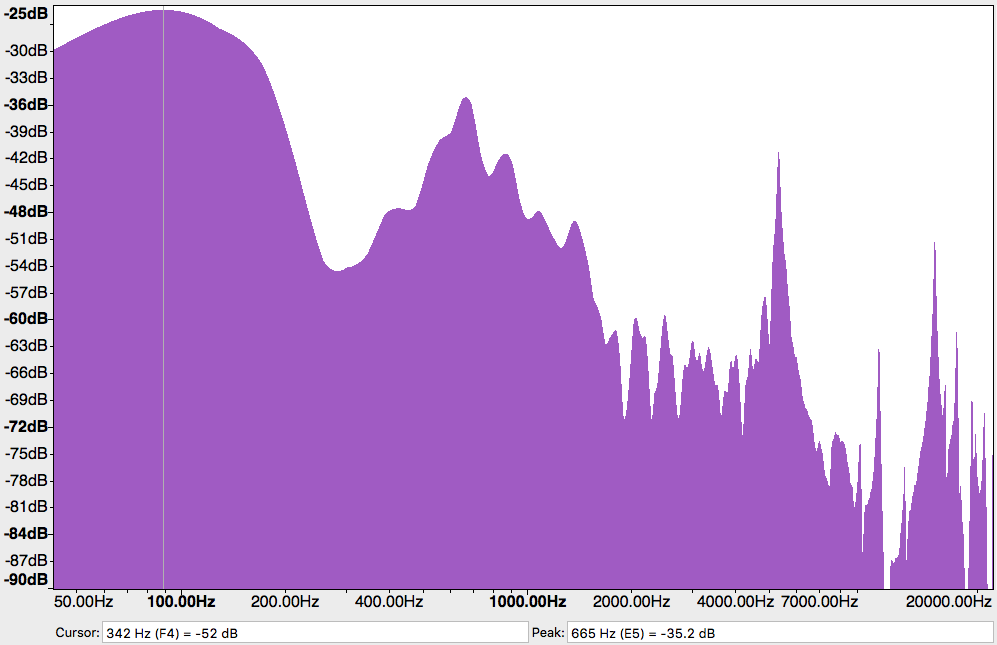 -25dB
-30dB
-33dB
-36dB
-39dB
-42dB
-45dB
-48dB
-51dB
-54dB
-57dB
-60dB
-63dB
-66dB
-69dB
-72dB
-75dB
-78dB
-81dB
-84dB
-87dB
-90dB
50.00Hz 100.00Hz 200.00Hz 400.00Hz 1000.00Hz 2000.00Hz 4000.00Hz 7000.00Hz 20000.00Hz
Cursor: 342 Hz (F4) = -52 dB Peak: 665 Hz (E5) = -35.2 dB